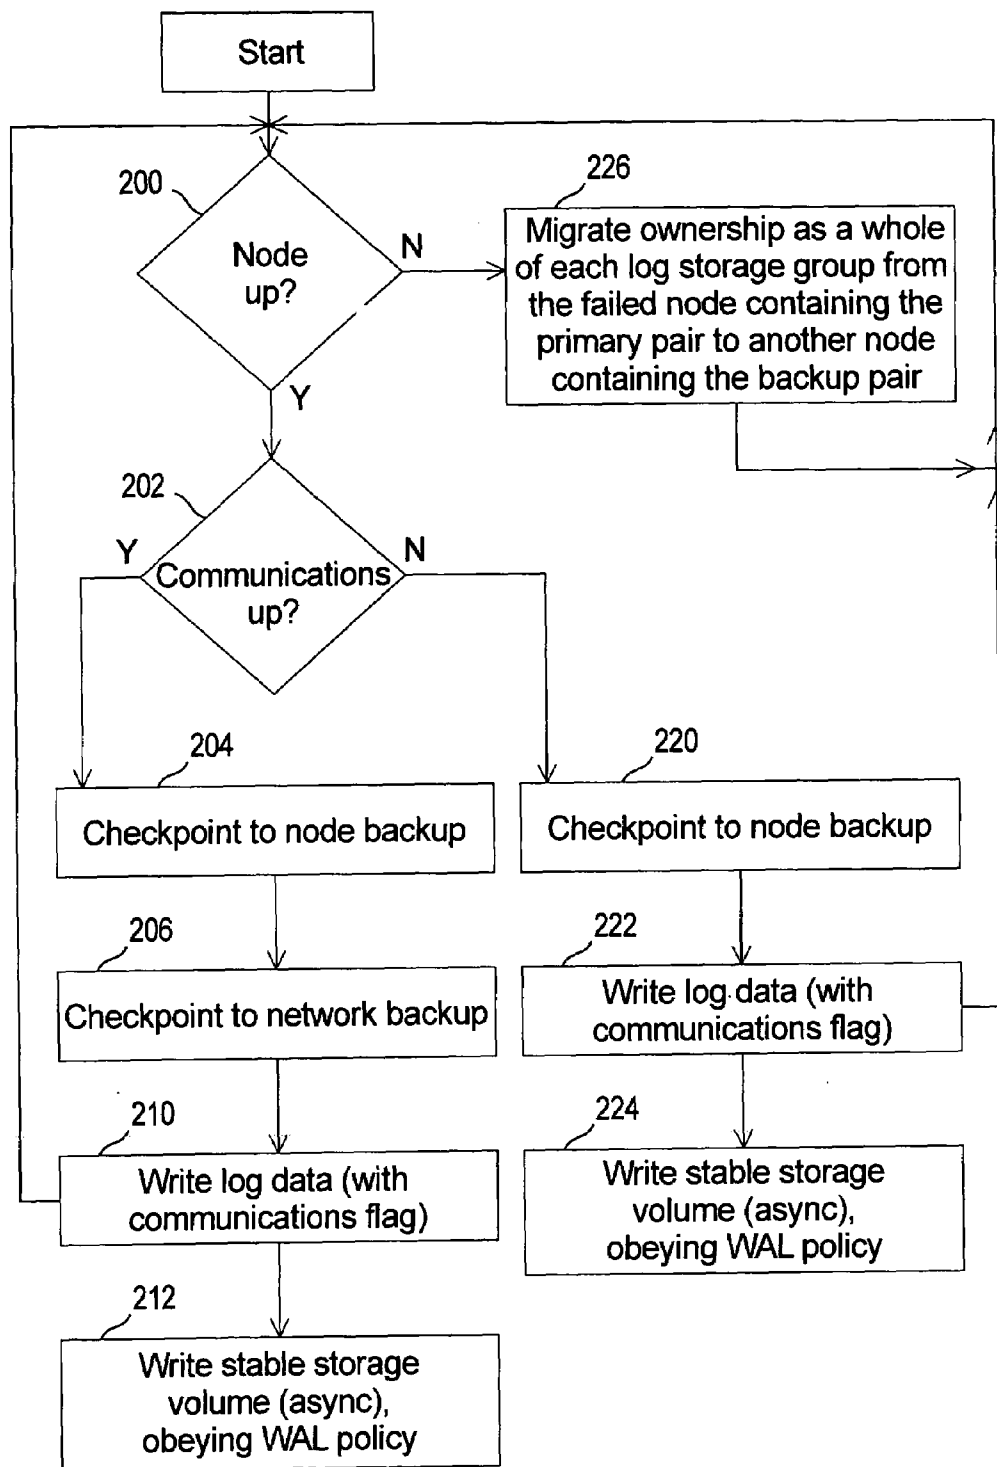 Start
200
Node
up?
N
Y
226
Migrate ownership as a whole
of each log storage group from
the failed node containing the
primary pair to another node
containing the backup pair
202
Y
N
Communications
up?
204
Checkpoint to node backup
206
Checkpoint to network backup
210
Write log data (with
communications flag)
212
Write stable storage
volume (async),
obeying WAL policy
220
Checkpoint to node backup
222
Write log data (with
communications flag)
224
Write stable storage
volume (async),
obeying WAL policy